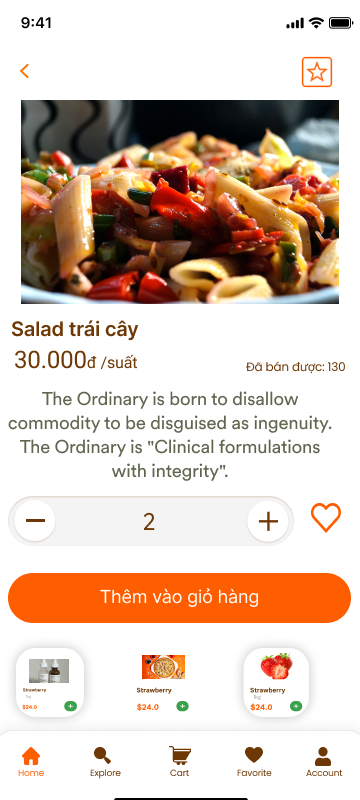 9:41
Salad trái cây
30.000đ /suất
Đã bán được: 130
The Ordinary is born to disallow
commodity to be disguised as ingenuity.
The Ordinary is "Clinical formulations
with integrity".
2
Thêm vào giỏ hàng
Strawberry
1kg
$24.0
Strawberry
$24.0
Strawberry
1kg
$24.0
Home
Explore
Cart
Favorite
Account